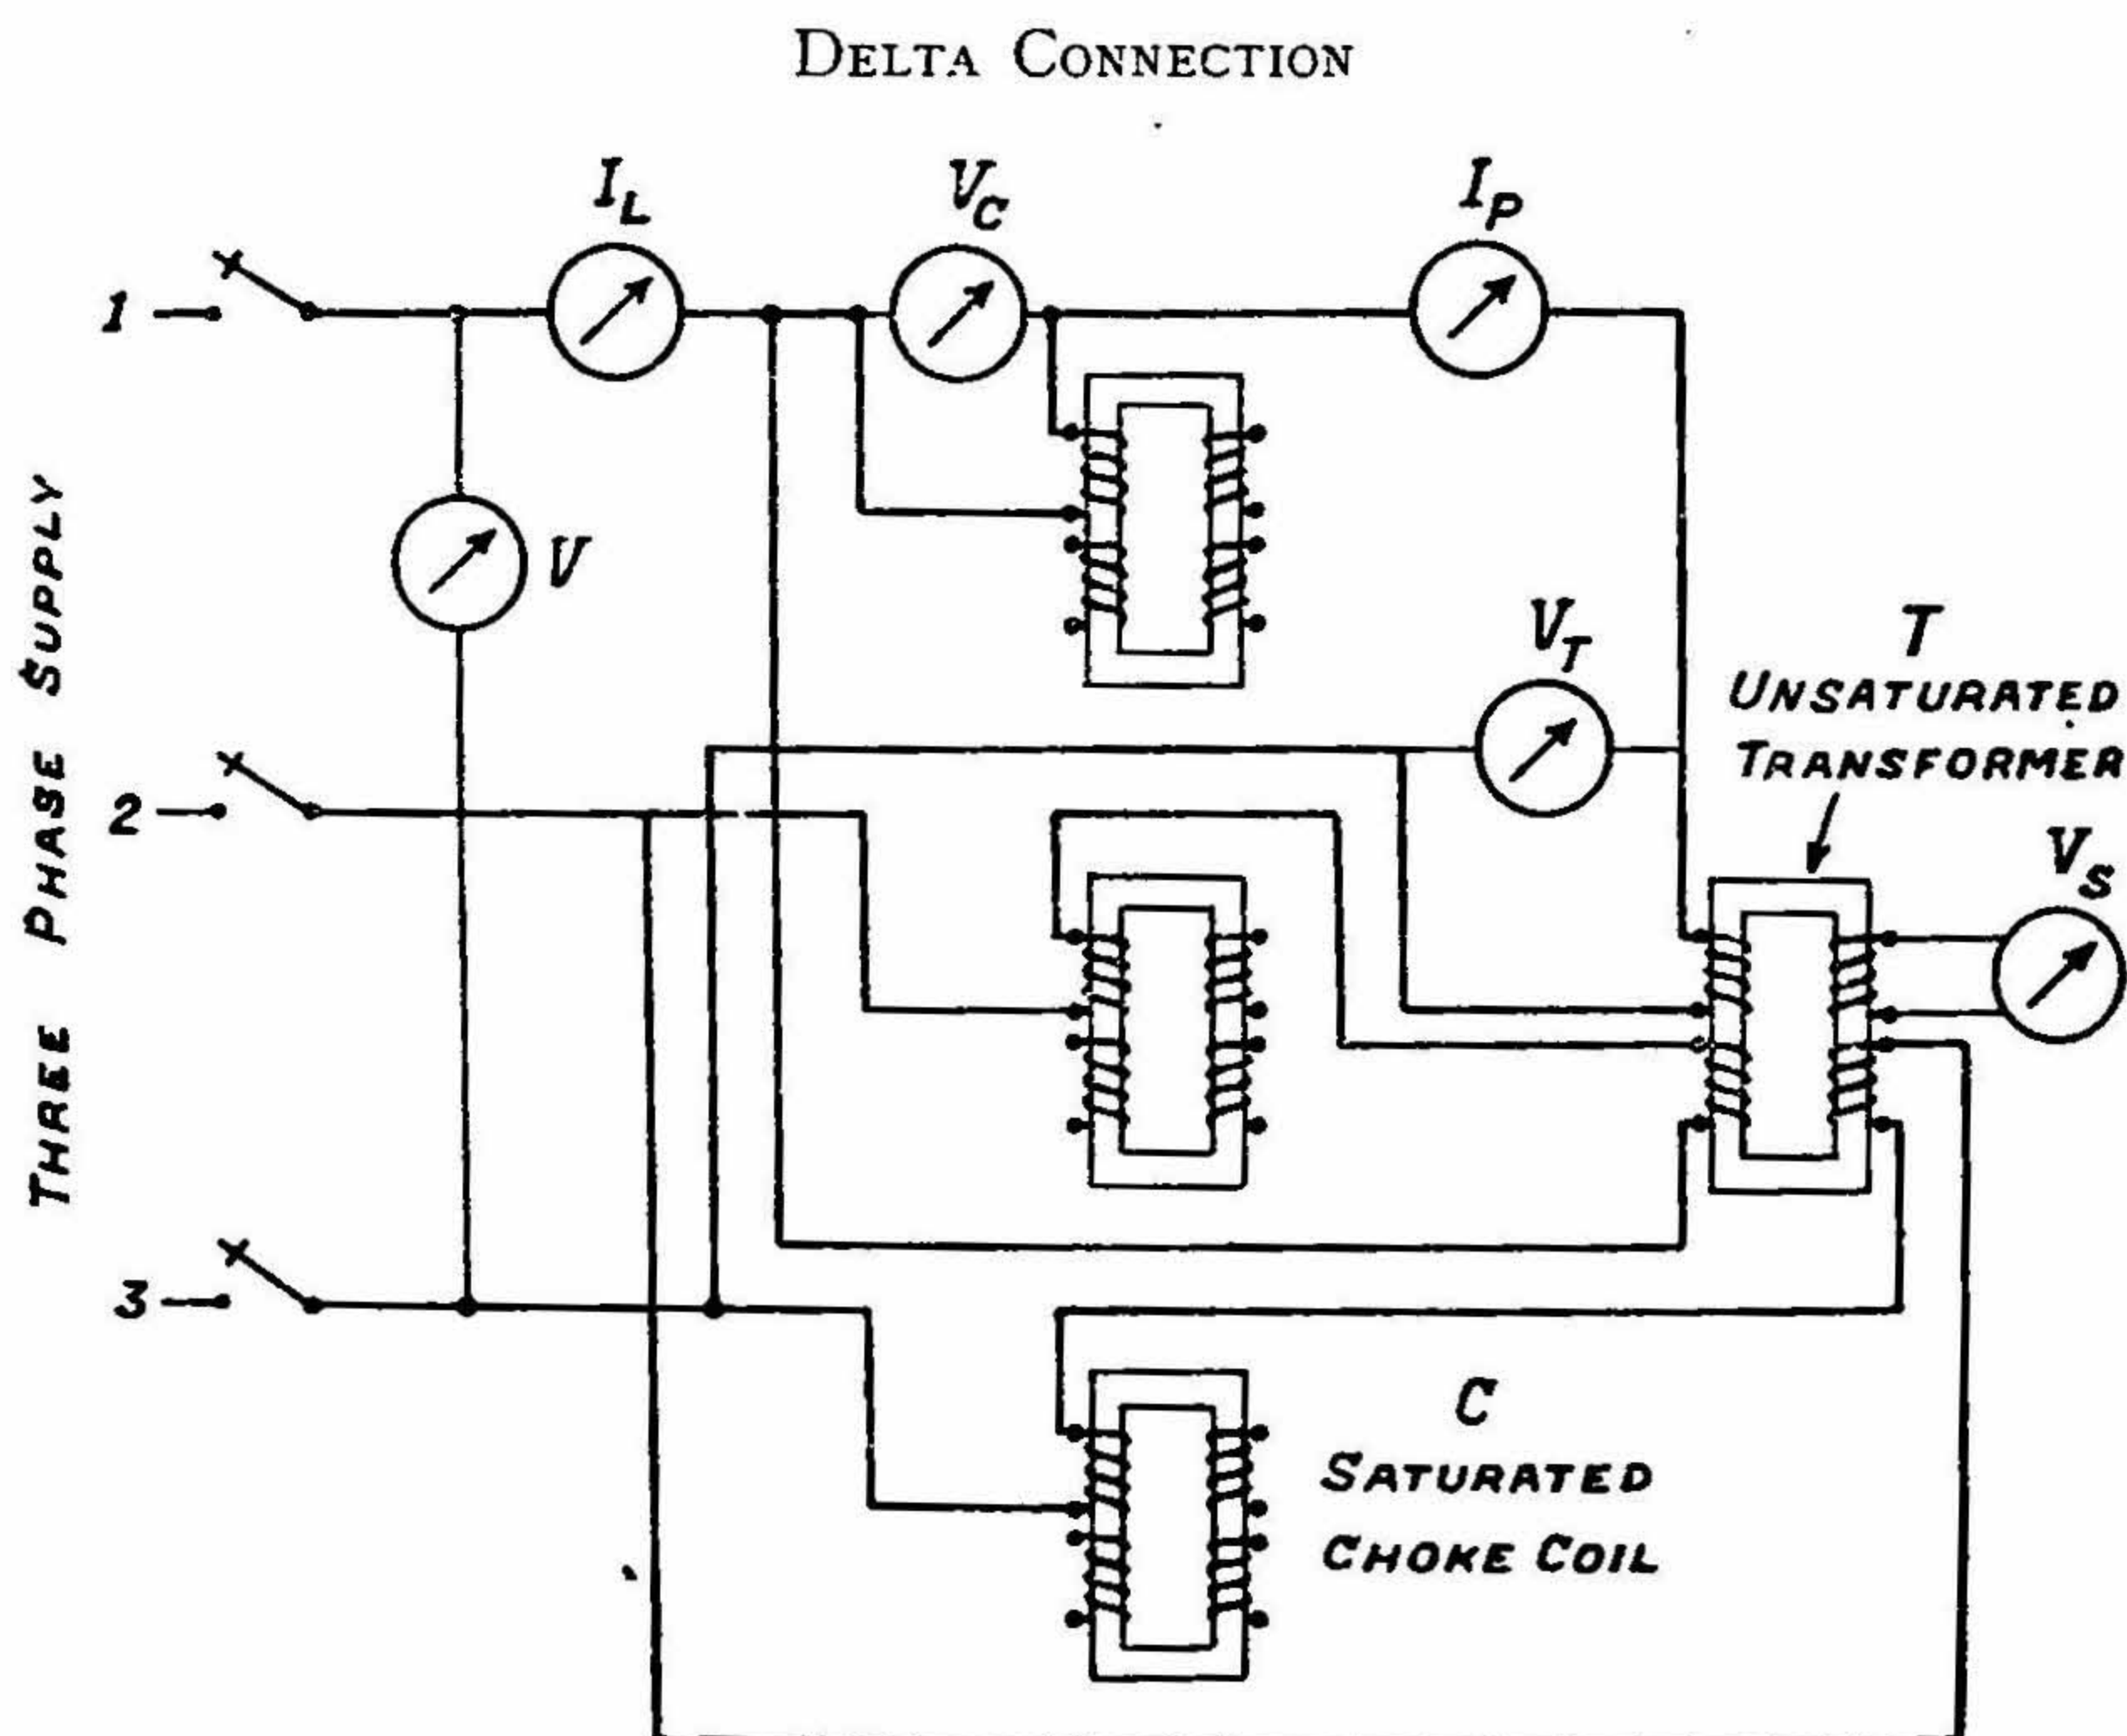 DELTA CONNECTION
I_L
V_C
I_P
1
V
V_T
T
UNSATURATED
TRANSFORMER
2
V_S
THREE PHASE SUPPLY
3
C
SATURATED
CHOKE COIL